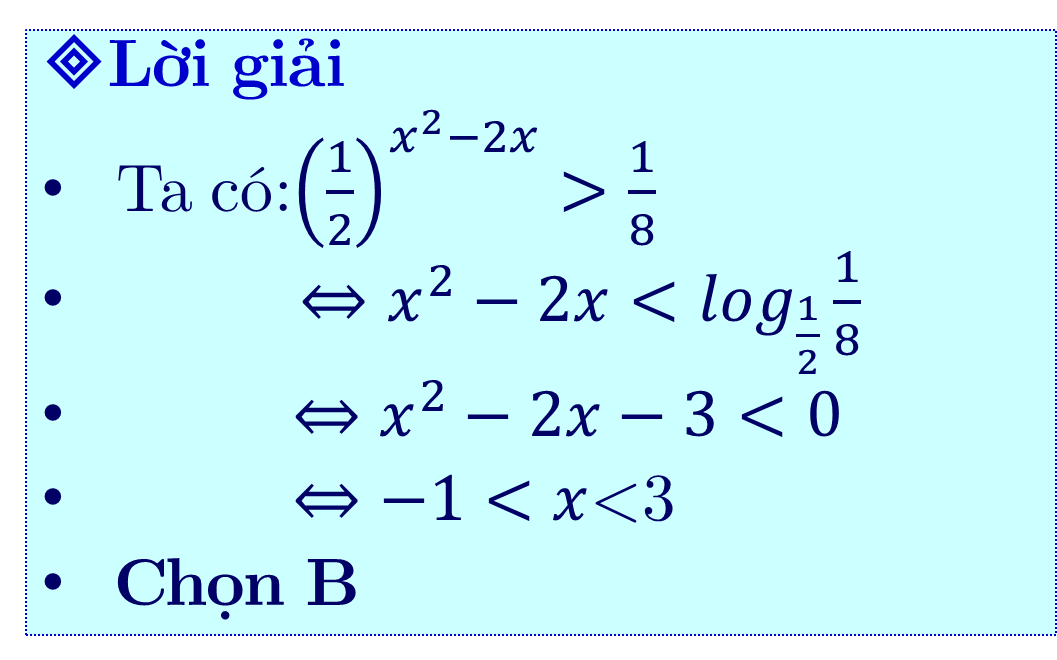 Lời giải
• Ta có: (1/2)^(x² − 2x) > 1/8
• ⇔ x² − 2x < log_(1/2) 1/8
• ⇔ x² − 2x − 3 < 0
• ⇔ −1 < x < 3
• Chọn B